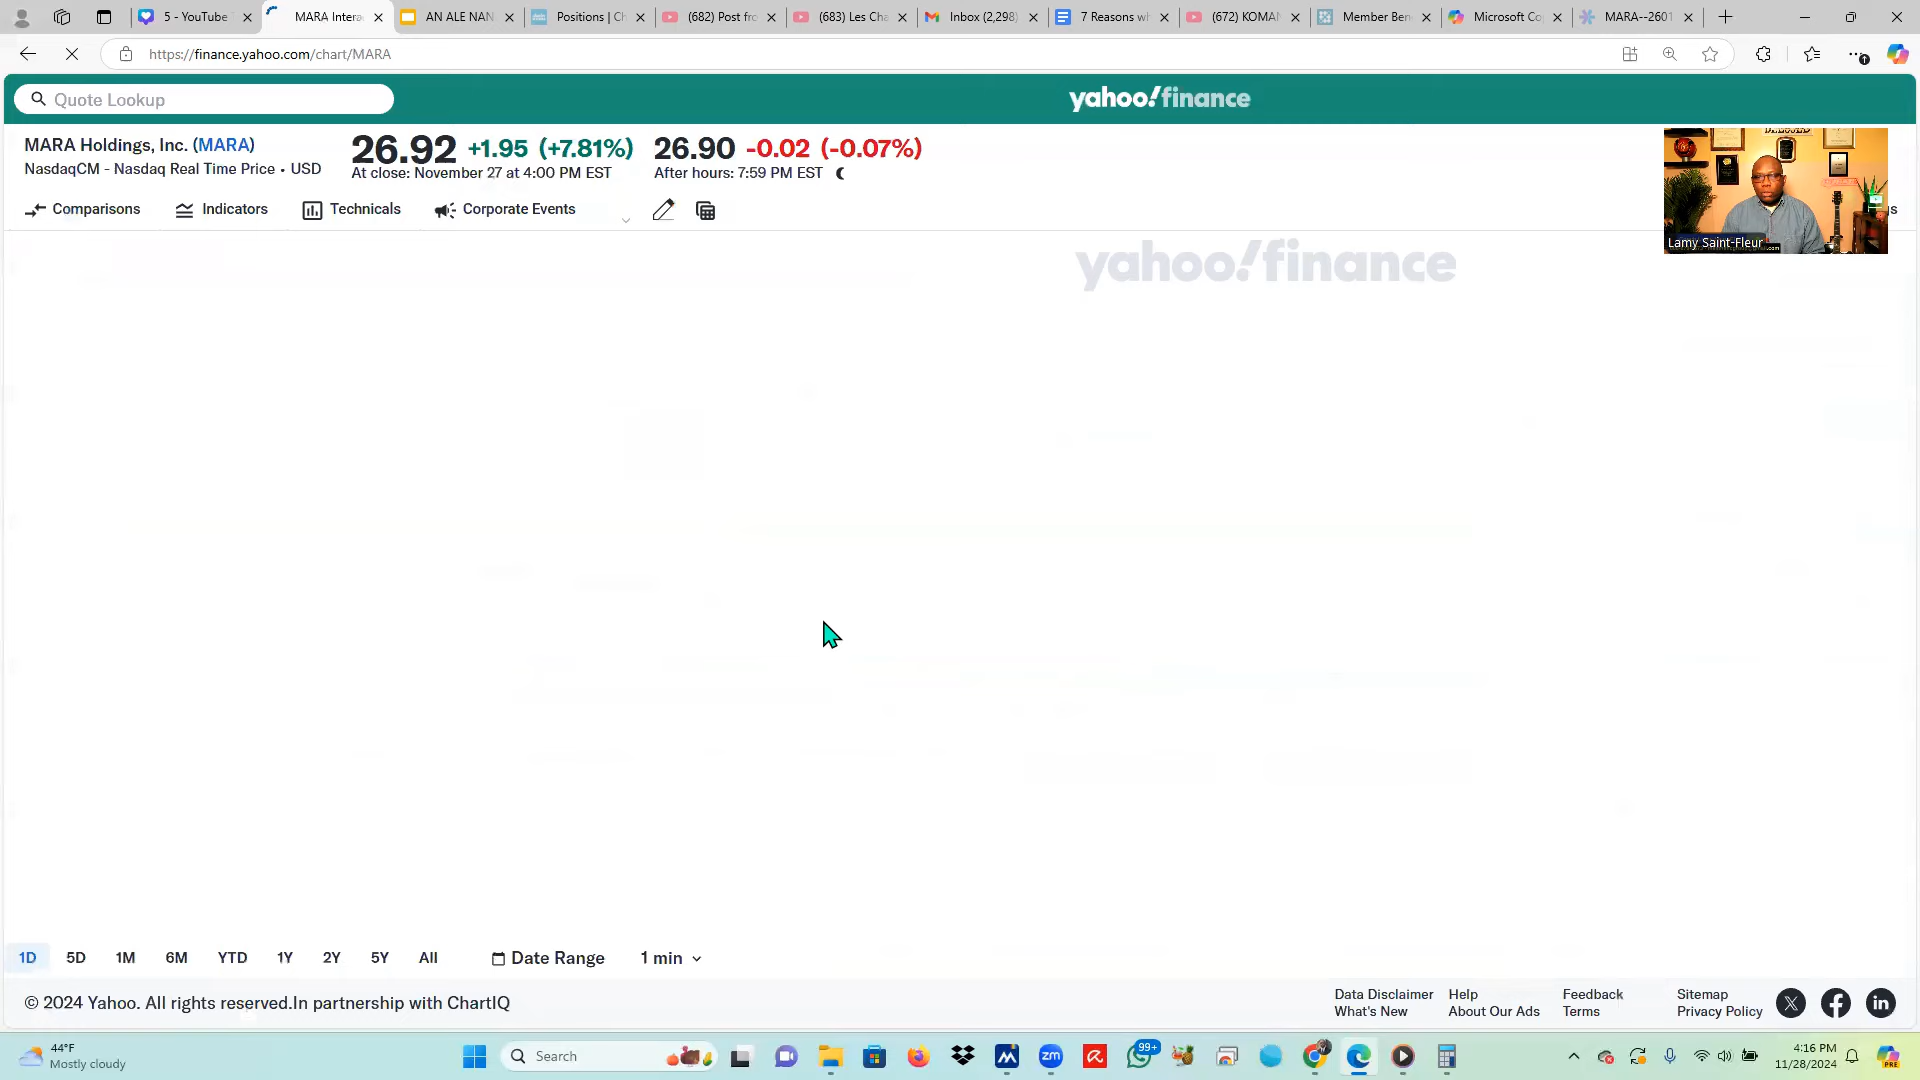 5 - YouTube
MARA Intera
AN ALE NAN
Positions | Ch
(682) Post fro
(683) Les Cha
Inbox (2,298)
7 Reasons wh
(672) KOMAN
Member Ben
Microsoft Co
MARA--2601
https://finance.yahoo.com/chart/MARA
Quote Lookup
yahoo!finance
MARA Holdings, Inc. (MARA)
NasdaqCM - Nasdaq Real Time Price • USD
26.92 +1.95 (+7.81%)
At close: November 27 at 4:00 PM EST
26.90 -0.02 (-0.07%)
After hours: 7:59 PM EST
Comparisons
Indicators
Technicals
Corporate Events
Lamy Saint-Fleur
yahoo!finance
1D 5D 1M 6M YTD 1Y 2Y 5Y All
Date Range
1 min
© 2024 Yahoo. All rights reserved.In partnership with ChartIQ
Data Disclaimer
What's New
Help
About Our Ads
Feedback
Terms
Sitemap
Privacy Policy
44°F
Mostly cloudy
Search
99+
4:16 PM
11/28/2024